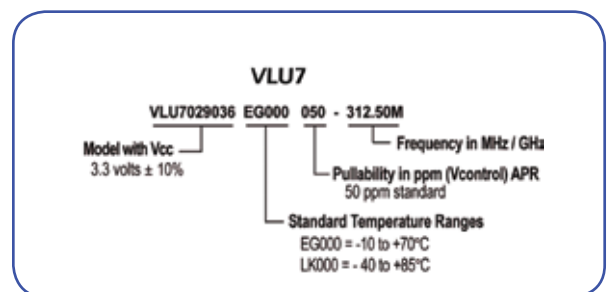 VLU7
VLU7029036 EG000 050 - 312.50M
Frequency in MHz / GHz
Model with Vcc
3.3 volts ± 10%
Pullability in ppm (Vcontrol) APR
50 ppm standard
Standard Temperature Ranges
EG000 = -10 to +70°C
LK000 = - 40 to +85°C